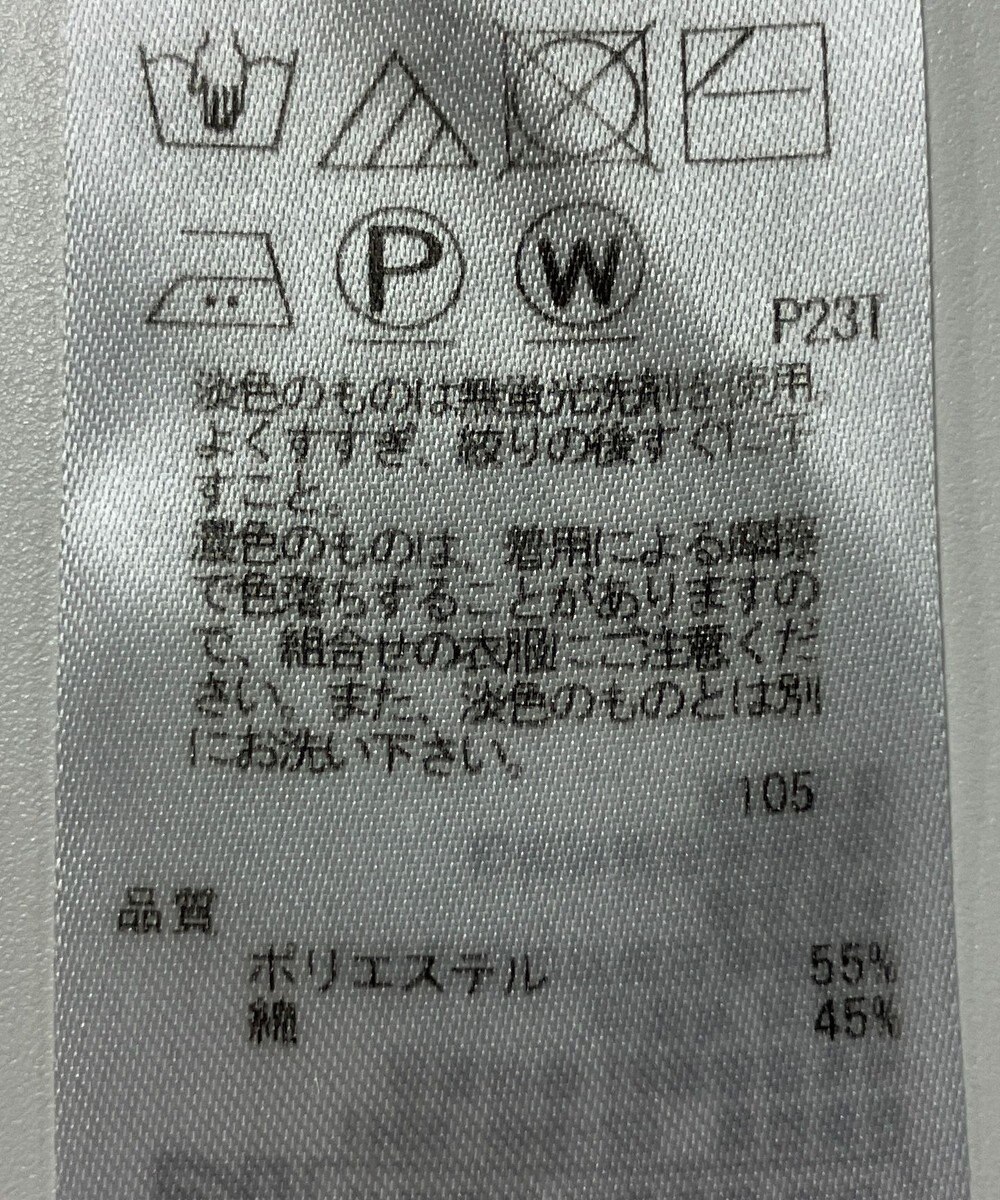 P W
P23T
淡色のものは無蛍光洗剤を使用
よくすすぎ、絞りの後すぐに干
すこと。
濃色のものは、着用による摩擦
で色落ちすることがありますの
で、組合せの衣服にご注意くだ
さい。また、淡色のものとは別
にお洗い下さい。
105
品質
ポリエステル 55%
綿 45%